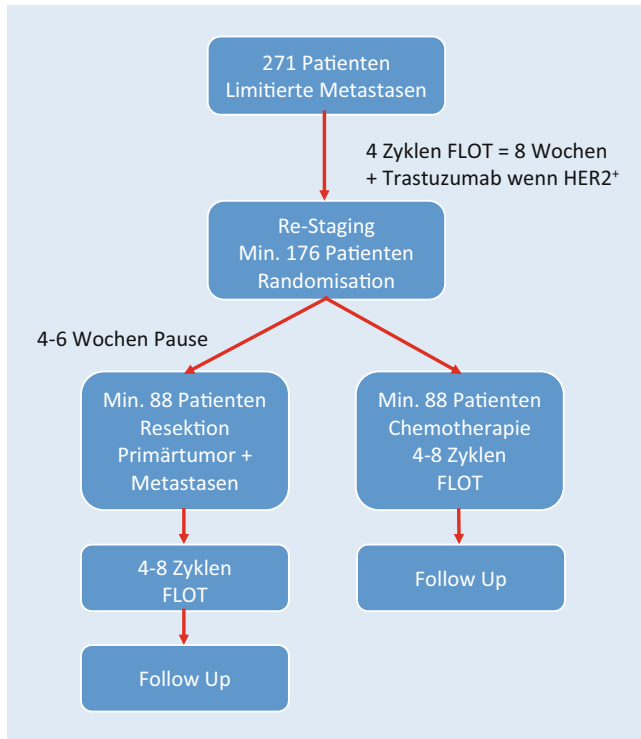 271 Patienten
Limitierte Metastasen
4 Zyklen FLOT = 8 Wochen
+ Trastuzumab wenn HER2⁺
Re-Staging
Min. 176 Patienten
Randomisation
4-6 Wochen Pause
Min. 88 Patienten
Resektion
Primärtumor +
Metastasen
Min. 88 Patienten
Chemotherapie
4-8 Zyklen
FLOT
4-8 Zyklen
FLOT
Follow Up
Follow Up